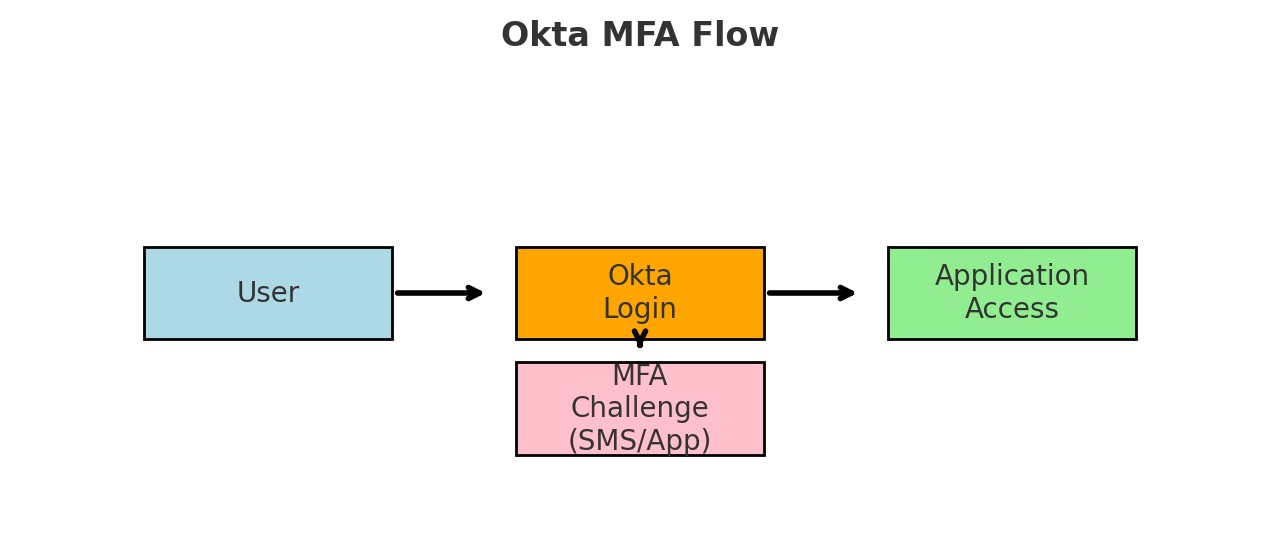 Okta MFA Flow
User
Okta
Login
Application
Access
MFA
Challenge
(SMS/App)